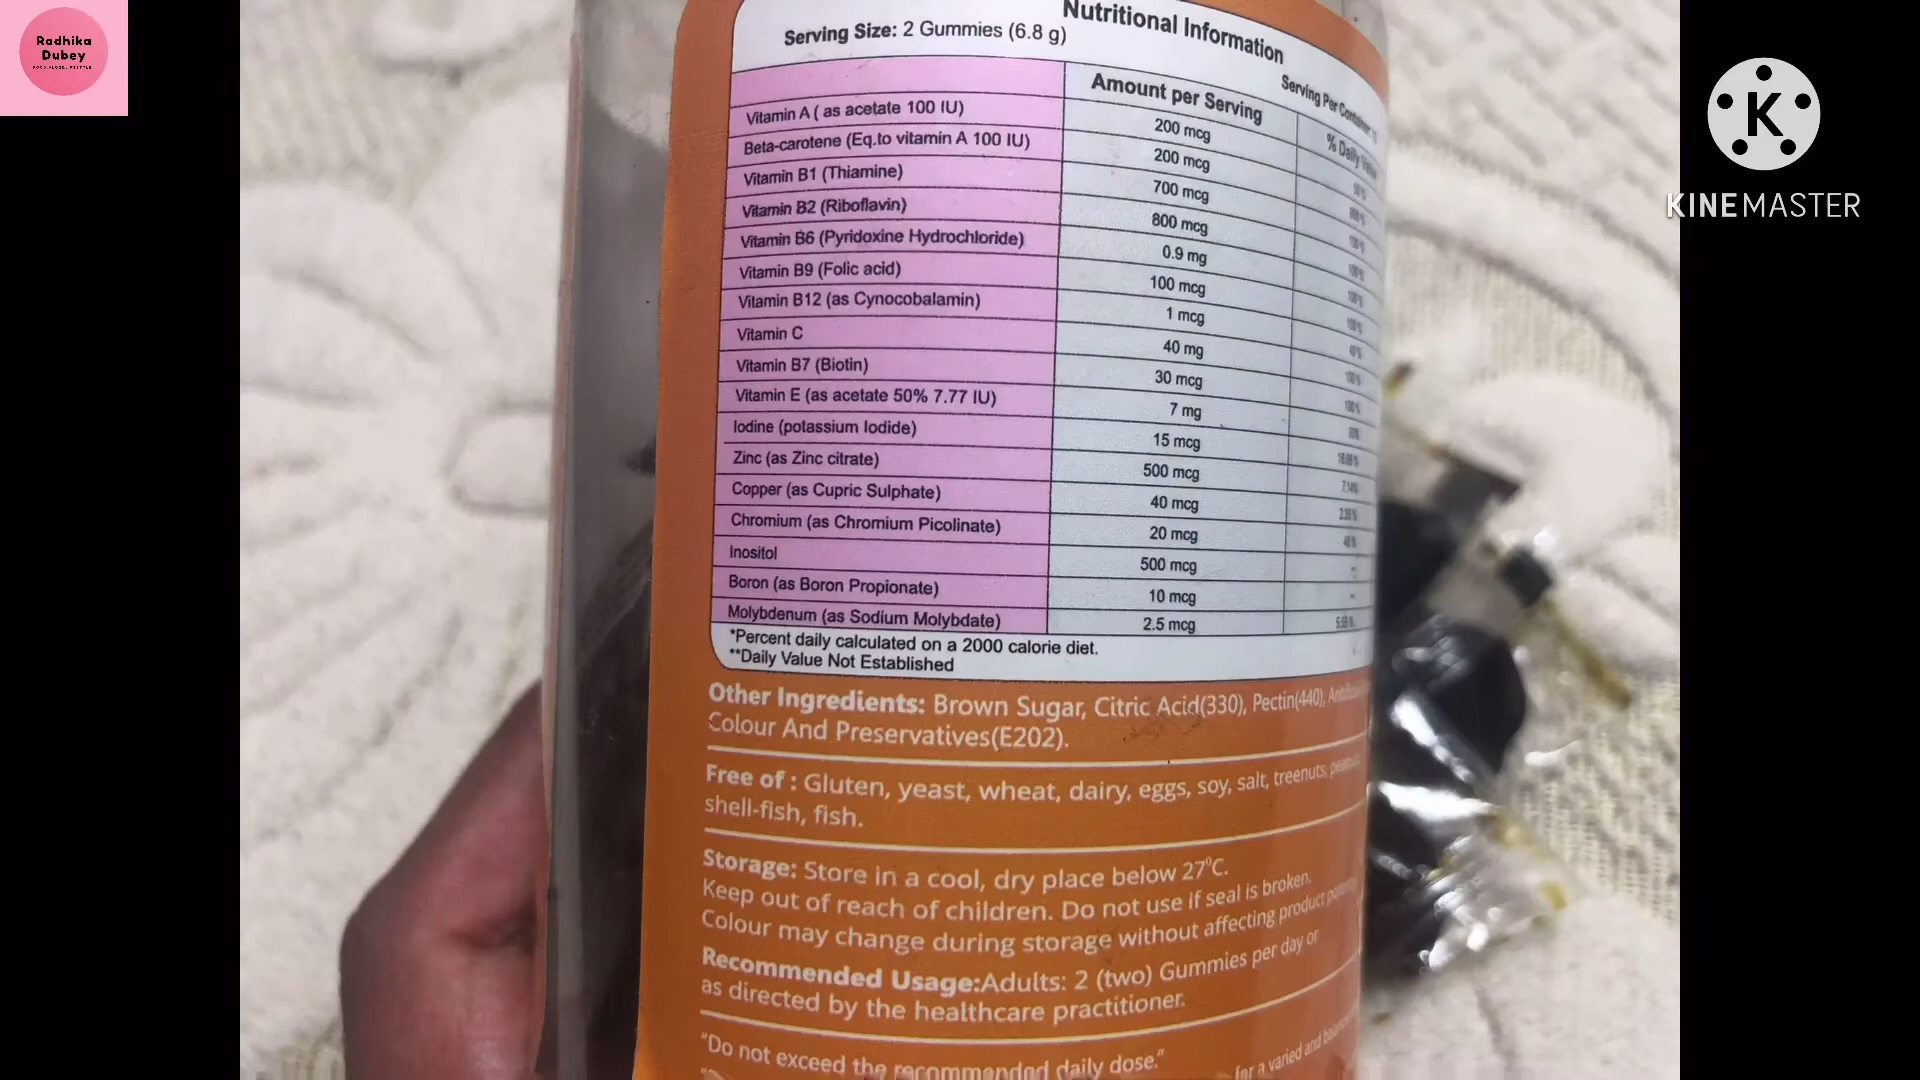 Radhika
Dubey
Nutritional Information
Serving Size: 2 Gummies (6.8 g)
Serving Per Container
Amount per Serving
% Daily Value
Vitamin A ( as acetate 100 IU) 200 mcg
Beta-carotene (Eq.to vitamin A 100 IU) 200 mcg
Vitamin B1 (Thiamine) 700 mcg
Vitamin B2 (Riboflavin) 800 mcg
Vitamin B6 (Pyridoxine Hydrochloride) 0.9 mg
Vitamin B9 (Folic acid) 100 mcg
Vitamin B12 (as Cynocobalamin) 1 mcg
Vitamin C 40 mg
Vitamin B7 (Biotin) 30 mcg
Vitamin E (as acetate 50% 7.77 IU) 7 mg
Iodine (potassium Iodide) 15 mcg
Zinc (as Zinc citrate) 500 mcg
Copper (as Cupric Sulphate) 40 mcg
Chromium (as Chromium Picolinate) 20 mcg
Inositol 500 mcg
Boron (as Boron Propionate) 10 mcg
Molybdenum (as Sodium Molybdate) 2.5 mcg
*Percent daily calculated on a 2000 calorie diet.
**Daily Value Not Established
Other Ingredients: Brown Sugar, Citric Acid(330), Pectin(440),
Colour And Preservatives(E202).
Free of : Gluten, yeast, wheat, dairy, eggs, soy, salt, treenuts,
shell-fish, fish.
Storage: Store in a cool, dry place below 27°C.
Keep out of reach of children. Do not use if seal is broken.
Colour may change during storage without affecting product
Recommended Usage:Adults: 2 (two) Gummies per day or
as directed by the healthcare practitioner.
"Do not exceed the recommended daily dose."
for a varied and
K
KINEMASTER